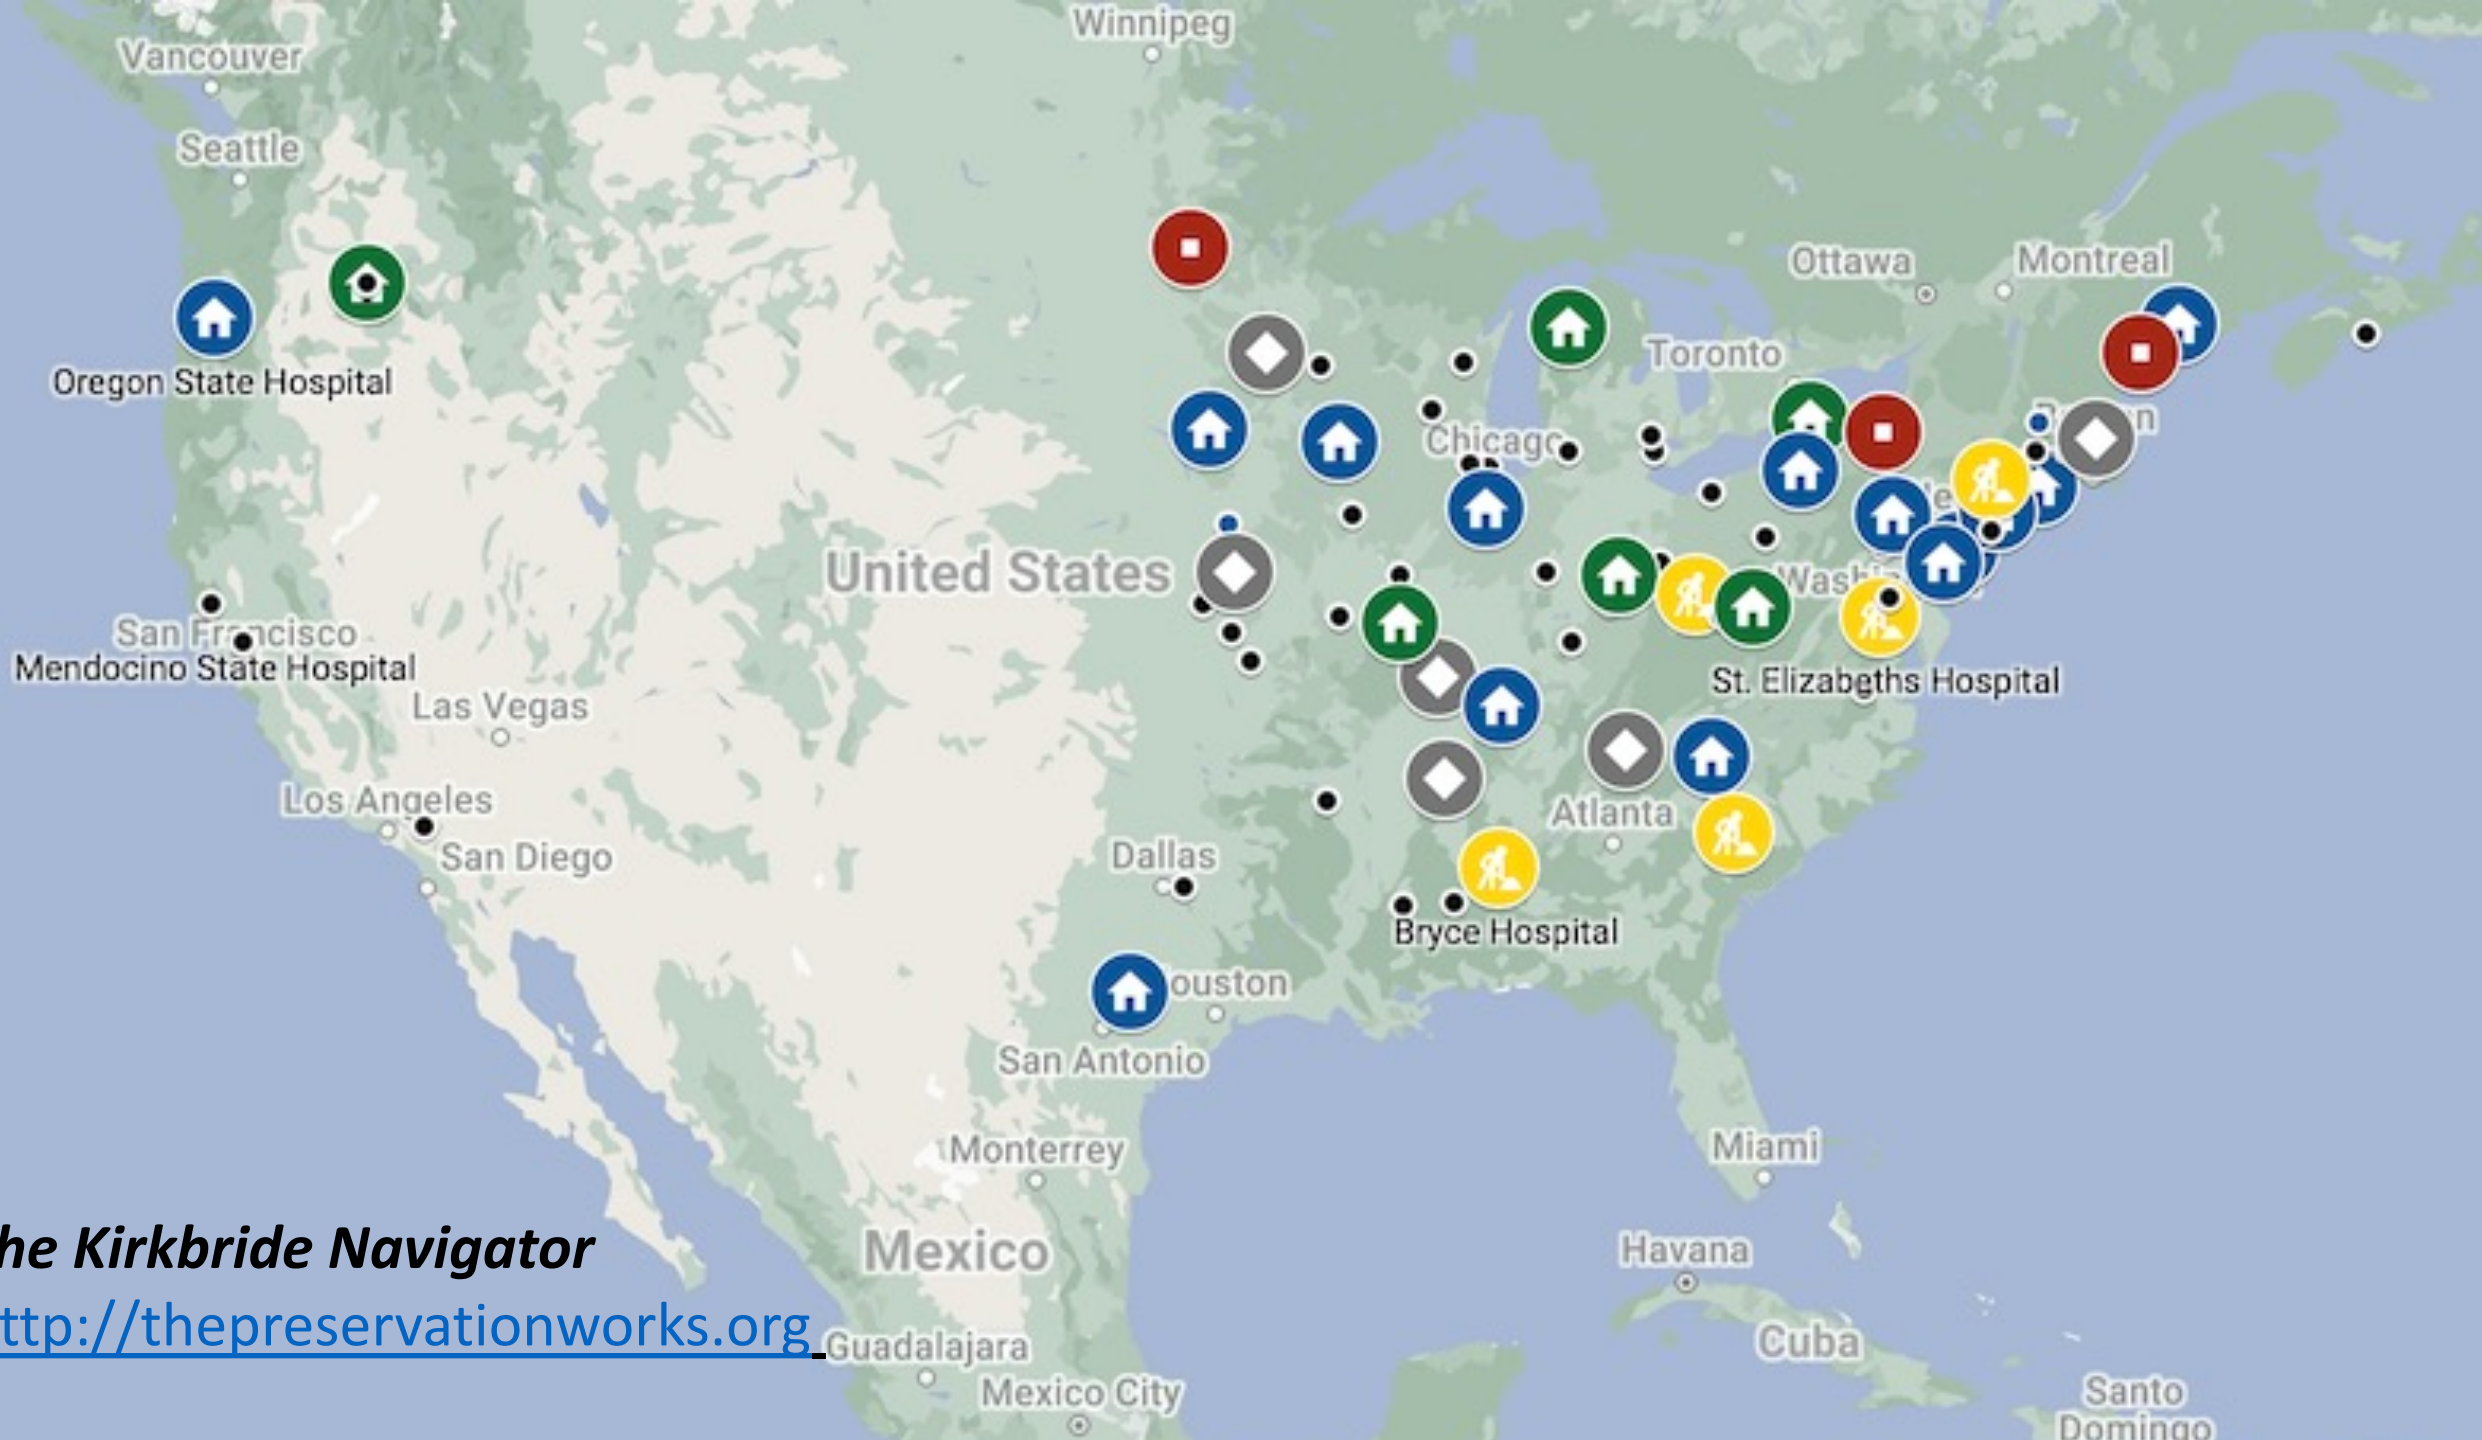 Winnipeg
Vancouver
Seattle
Ottawa
Montreal
Toronto
Oregon State Hospital
Chicago
United States
San Francisco
Mendocino State Hospital
St. Elizabeths Hospital
Las Vegas
Los Angeles
Atlanta
San Diego
Dallas
Bryce Hospital
ouston
San Antonio
Monterrey
Miami
he Kirkbride Navigator
Mexico
Havana
ttp://thepreservationworks.org
Guadalajara
Cuba
Mexico City
Santo
Domingo